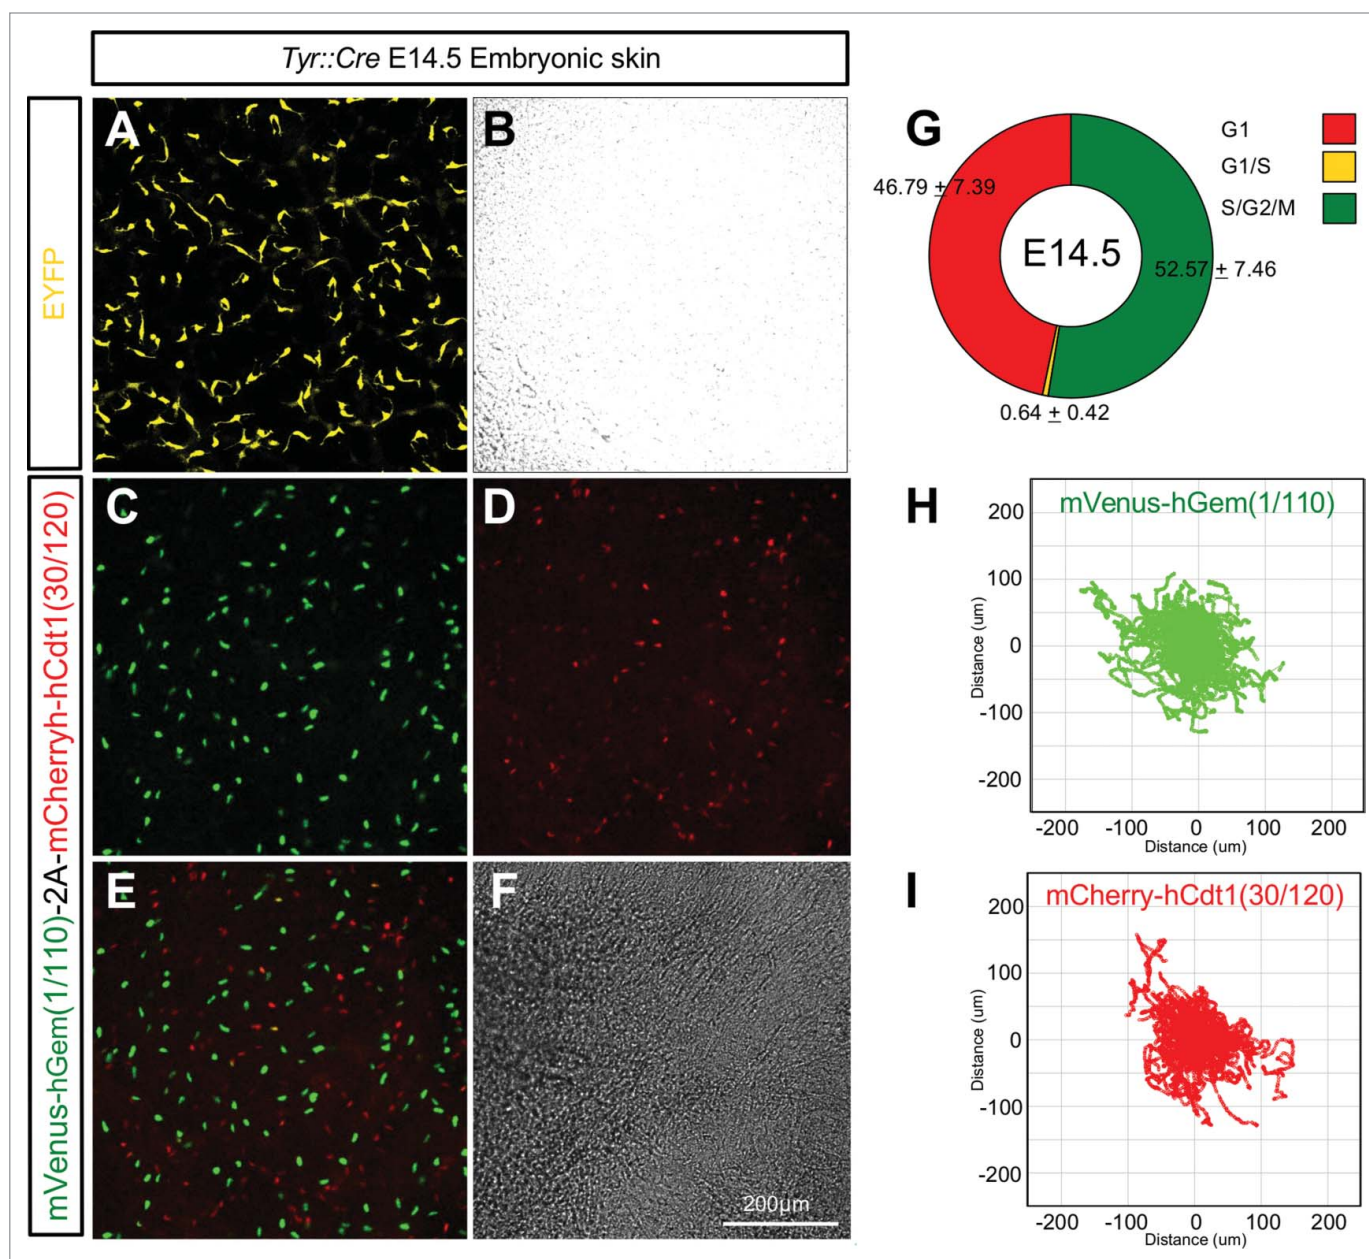 Tyr::Cre E14.5 Embryonic skin
EYFP
A
B
mVenus-hGem(1/110)-2A-mCherryh-hCdt1(30/120)
C
D
E
F
200μm
G
G1
G1/S
S/G2/M
46.79 ± 7.39
E14.5
52.57 ± 7.46
0.64 ± 0.42
H
mVenus-hGem(1/110)
200
100
0
-100
-200
Distance (um)
-200 -100 0 100 200
Distance (um)
I
mCherry-hCdt1(30/120)
200
100
0
-100
-200
Distance (um)
-200 -100 0 100 200
Distance (um)